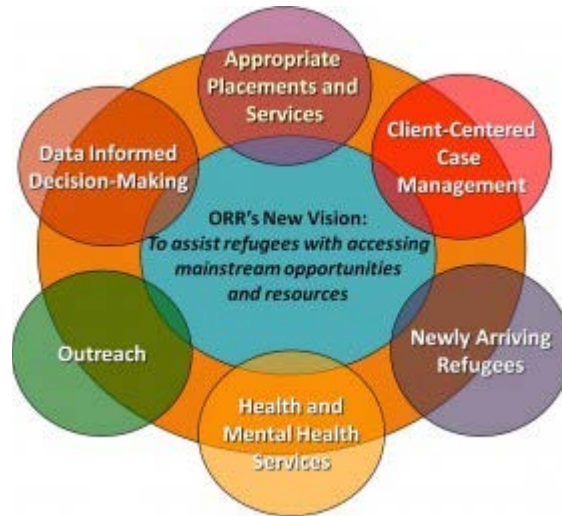 Appropriate
Placements and
Services
Client-Centered
Case
Management
Data Informed
Decision-Making
ORR's New Vision:
To assist refugees with accessing
mainstream opportunities
and resources
Newly Arriving
Refugees
Outreach
Health and
Mental Health
Services